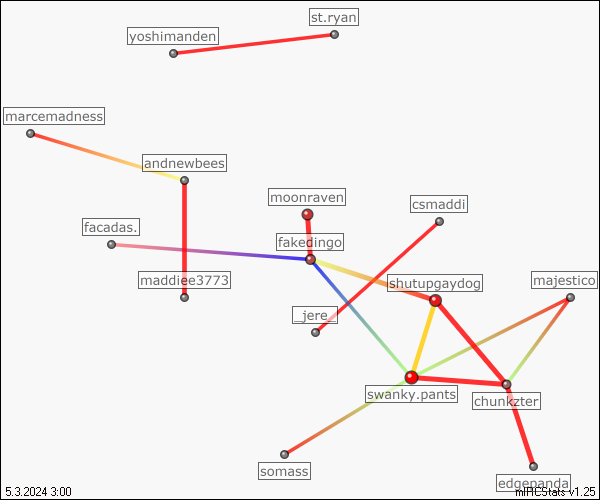 st.ryan
yoshimanden
marcemadness
andnewbees
moonraven
csmaddi
facadas.
fakedingo
maddiee3773
shutupgaydog
majestico
_jere_
swanky.pants
chunkzter
somass
edgepanda
5.3.2024 3:00
mIRCStats v1.25